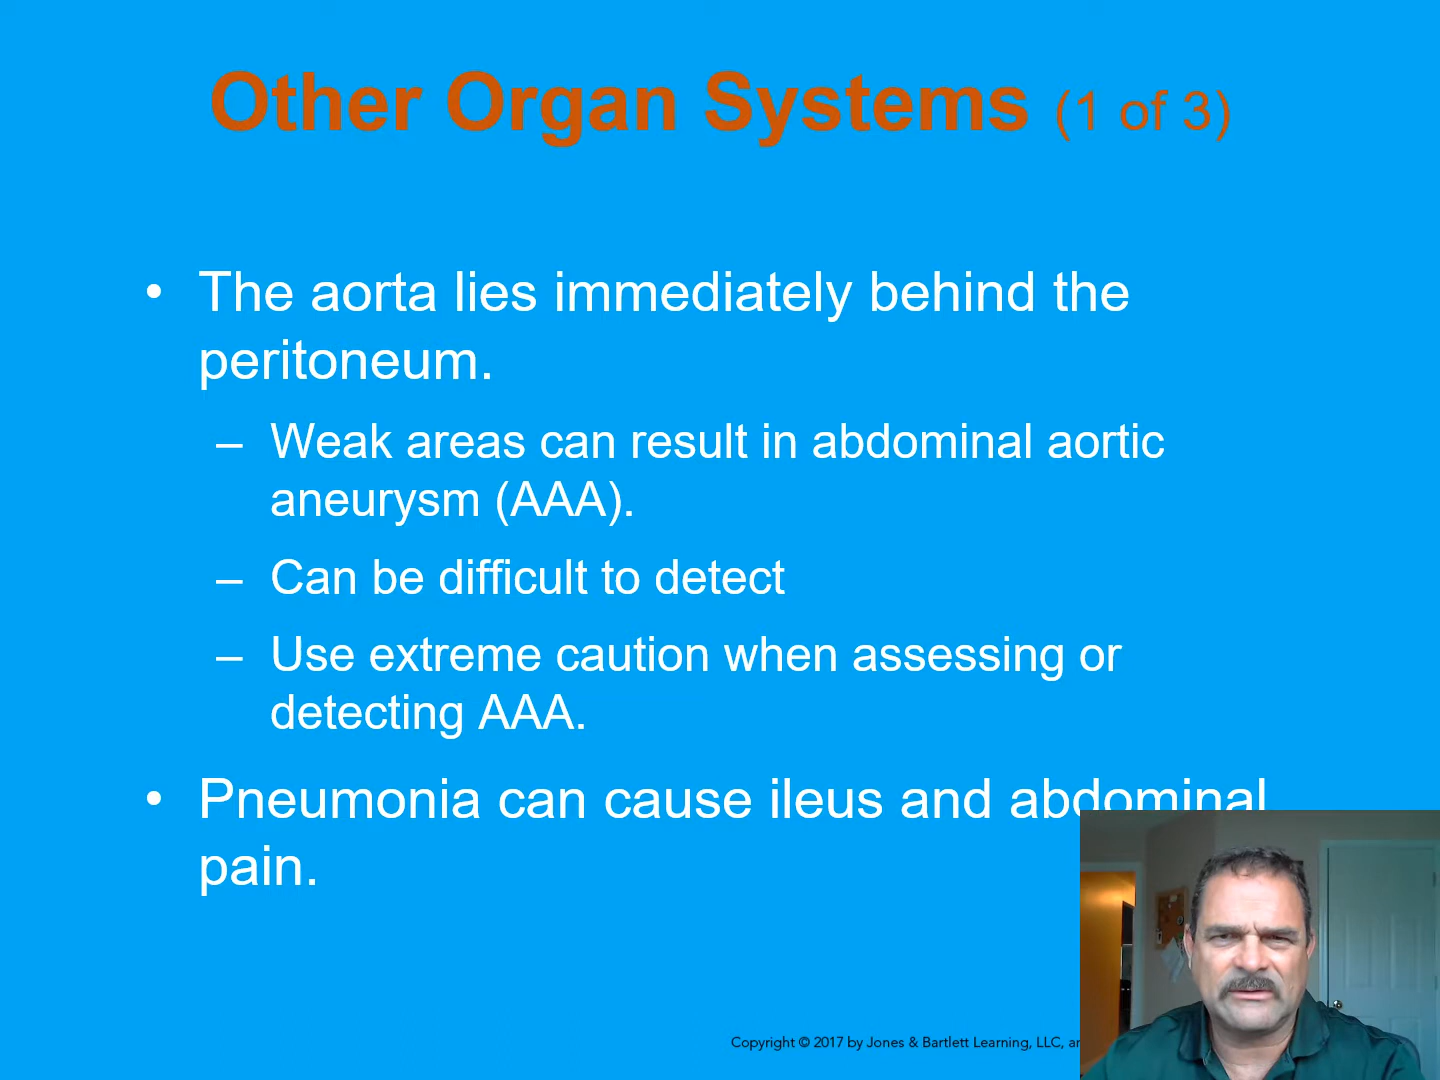 Other Organ Systems (1 of 3)
• The aorta lies immediately behind the
peritoneum.
– Weak areas can result in abdominal aortic
aneurysm (AAA).
– Can be difficult to detect
– Use extreme caution when assessing or
detecting AAA.
• Pneumonia can cause ileus and abdominal
pain.
Copyright © 2017 by Jones & Bartlett Learning, LLC,